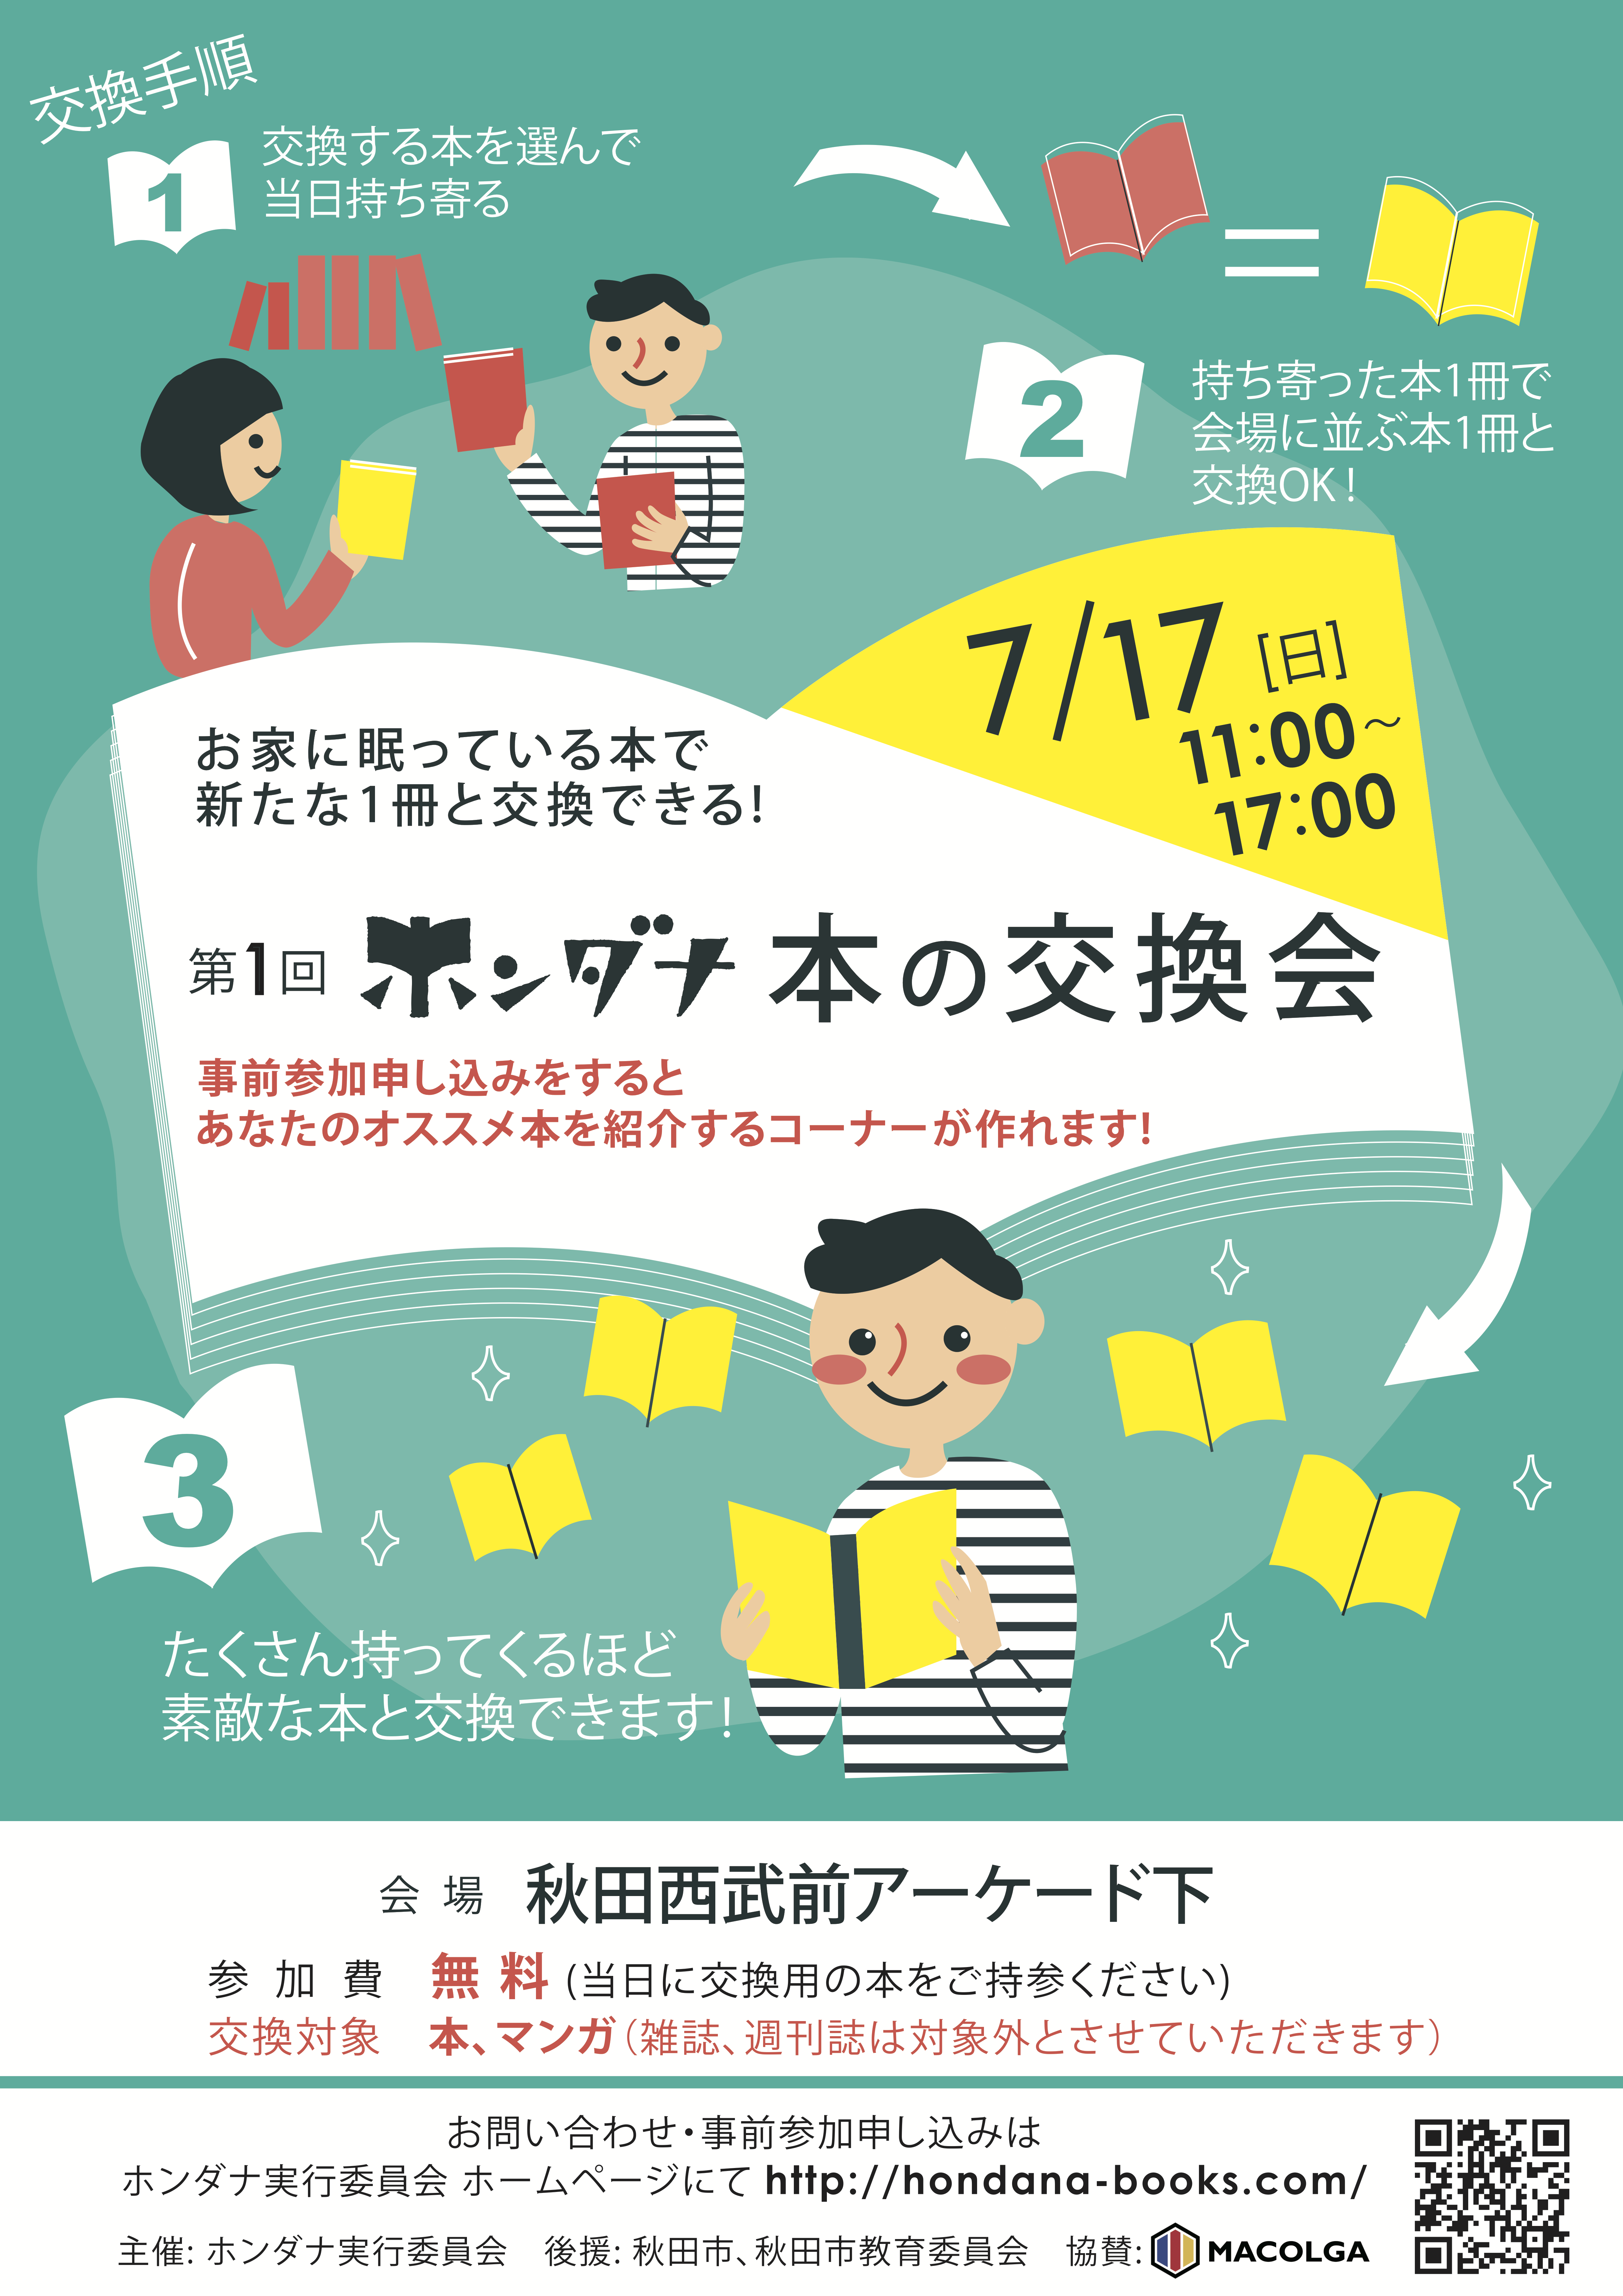 交換手順
1
交換する本を選んで
当日持ち寄る
2
持ち寄った本1冊で
会場に並ぶ本1冊と
交換OK！
7/17 [日]
11:00～
17:00
お家に眠っている本で
新たな1冊と交換できる！
第1回 ホンダナ 本の交換会
事前参加申し込みをすると
あなたのオススメ本を紹介するコーナーが作れます！
3
たくさん持ってくるほど
素敵な本と交換できます！
会場 秋田西武前アーケード下
参加費 無料 (当日に交換用の本をご持参ください)
交換対象 本、マンガ（雑誌、週刊誌は対象外とさせていただきます）
お問い合わせ・事前参加申し込みは
ホンダナ実行委員会 ホームページにて http://hondana-books.com/
主催: ホンダナ実行委員会 後援: 秋田市、秋田市教育委員会 協賛: MACOLGA